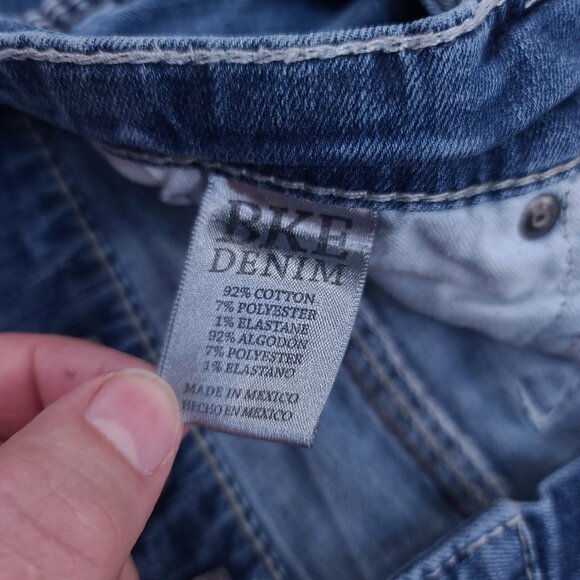 BKE
DENIM
92% COTTON
7% POLYESTER
1% ELASTANE
92% ALGODON
7% POLYESTER
1% ELASTANO
MADE IN MEXICO
HECHO EN MEXICO